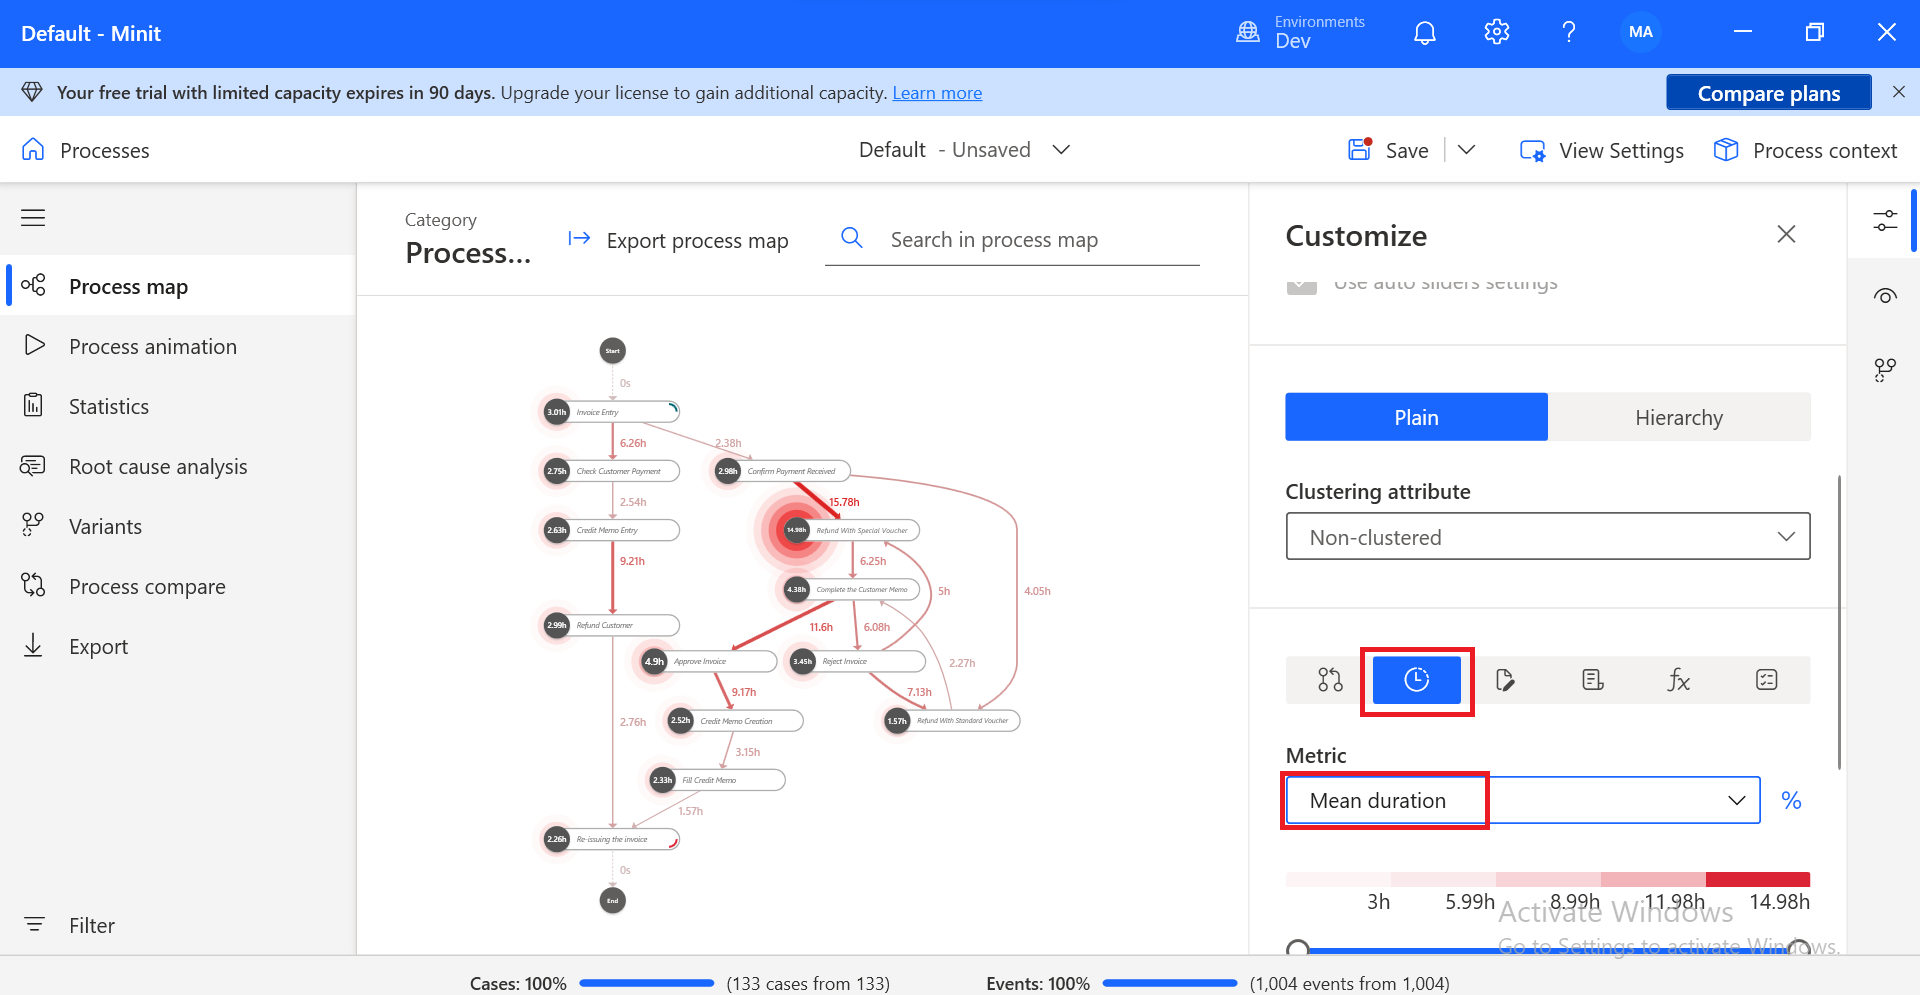 Default - Minit
Environments
Dev
MA
Your free trial with limited capacity expires in 90 days. Upgrade your license to gain additional capacity. Learn more
Compare plans
Processes
Default - Unsaved
Save
View Settings
Process context
Category
Process...
Export process map
Search in process map
Customize
Use auto sliders settings
Process map
Process animation
Statistics
Root cause analysis
Variants
Process compare
Export
Filter
Start
0s
3.01h Invoice Entry
6.26h
2.38h
2.75h Check Customer Payment
2.98h Confirm Payment Received
2.54h
15.78h
2.63h Credit Memo Entry
14.98h Refund With Special Voucher
9.21h
6.25h
4.38h Complete the Customer Memo
5h
4.05h
2.99h Refund Customer
11.6h
6.08h
4.9h Approve Invoice
3.45h Reject Invoice
2.27h
9.17h
7.13h
2.52h Credit Memo Creation
1.57h Refund With Standard Voucher
2.76h
3.15h
2.33h Fill Credit Memo
1.57h
2.26h Re-issuing the invoice
0s
End
Plain
Hierarchy
Clustering attribute
Non-clustered
fx
Metric
Mean duration
%
3h 5.99h 8.99h 11.98h 14.98h
Activate Windows
Go to Settings to activate Windows.
Cases: 100% (133 cases from 133)
Events: 100% (1,004 events from 1,004)